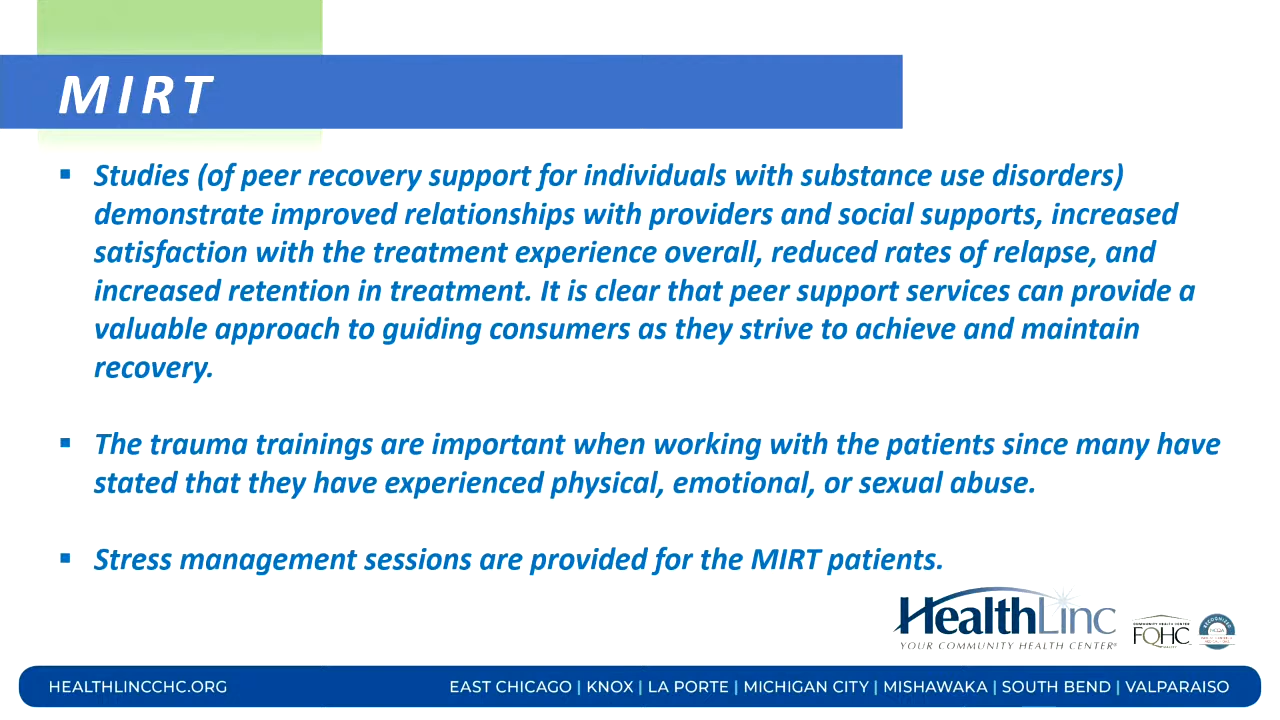 MIRT
▪ Studies (of peer recovery support for individuals with substance use disorders)
demonstrate improved relationships with providers and social supports, increased
satisfaction with the treatment experience overall, reduced rates of relapse, and
increased retention in treatment. It is clear that peer support services can provide a
valuable approach to guiding consumers as they strive to achieve and maintain
recovery.
▪ The trauma trainings are important when working with the patients since many have
stated that they have experienced physical, emotional, or sexual abuse.
▪ Stress management sessions are provided for the MIRT patients.
HealthLinc
YOUR COMMUNITY HEALTH CENTER®
COMMUNITY HEALTH CENTER
FQHC
RECOGNIZED
NCQA
HEALTHLINCCHC.ORG
EAST CHICAGO | KNOX | LA PORTE | MICHIGAN CITY | MISHAWAKA | SOUTH BEND | VALPARAISO